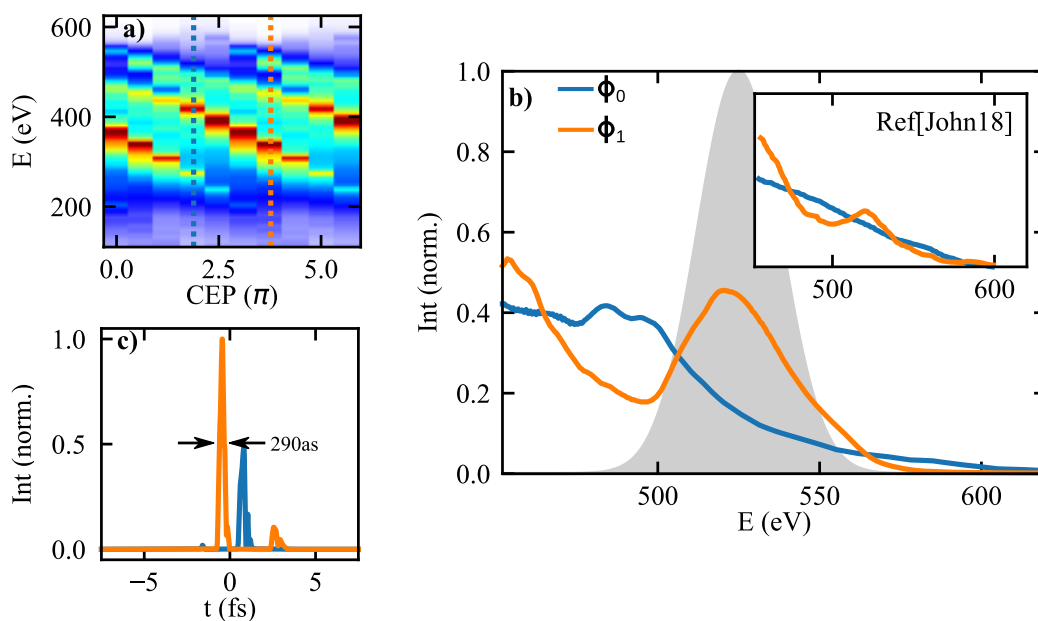 a)
600
400
200
E (eV)
0.0 2.5 5.0
CEP (π)
b)
Φ₀
Φ₁
Ref[John18]
500 600
1.0
0.8
0.6
0.4
0.2
0.0
Int (norm.)
500 550 600
E (eV)
c)
1.0
0.5
0.0
Int (norm.)
290as
−5 0 5
t (fs)